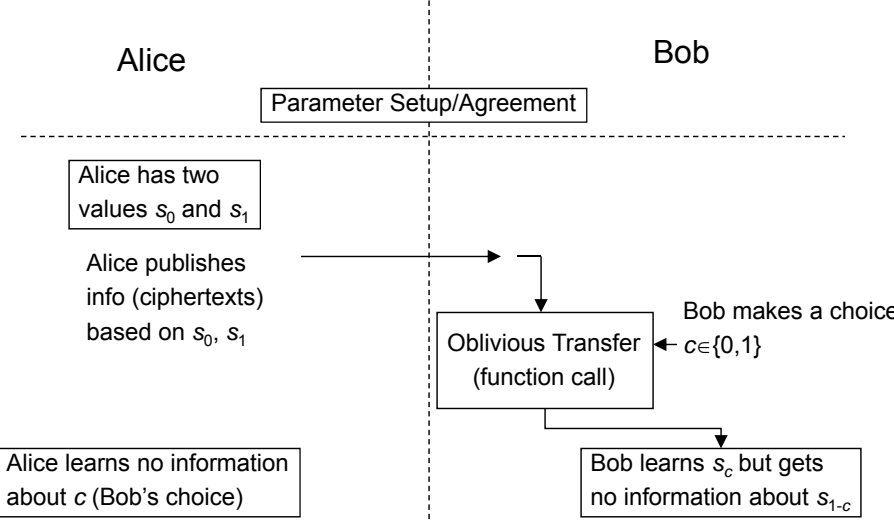 Alice
Bob
Parameter Setup/Agreement
Alice has two
values s₀ and s₁
Alice publishes
info (ciphertexts)
based on s₀, s₁
Bob makes a choice
c∈{0,1}
Oblivious Transfer
(function call)
Alice learns no information
about c (Bob's choice)
Bob learns s_c but gets
no information about s₁₋c